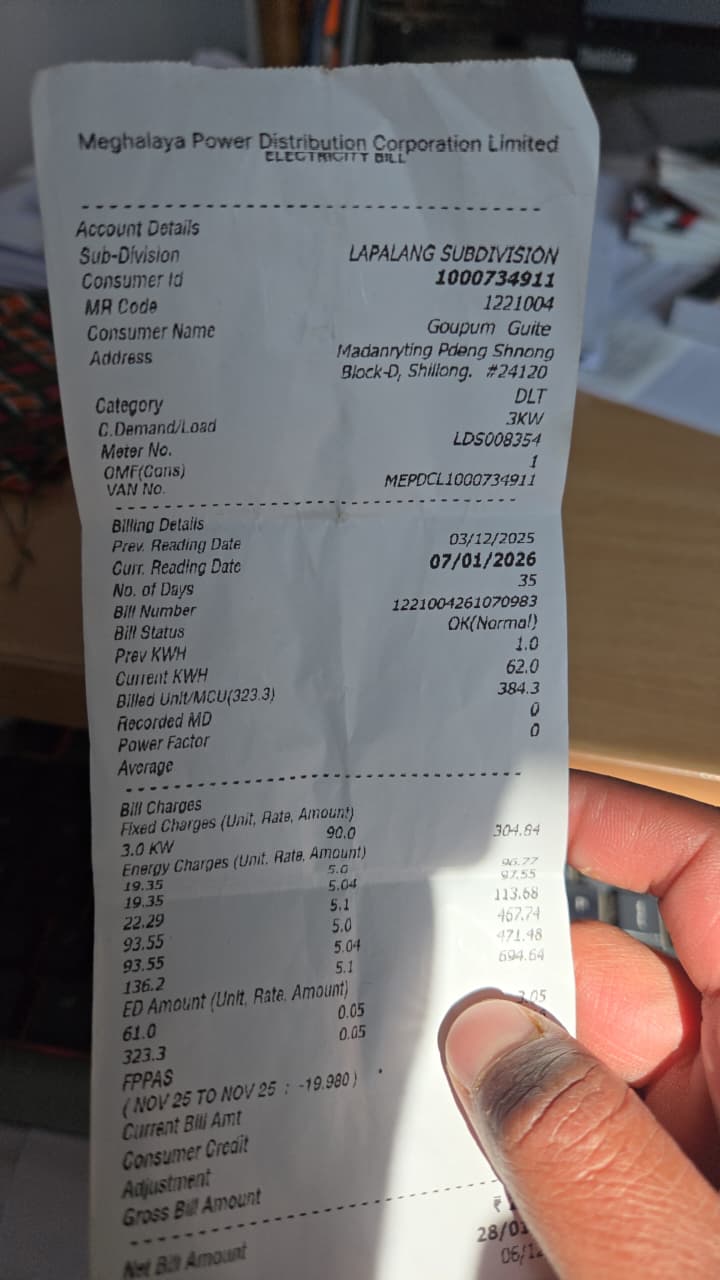 Meghalaya Power Distribution Corporation Limited
ELECTRICITY BILL
Account Details
Sub-Division LAPALANG SUBDIVISION
Consumer Id 1000734911
MR Code 1221004
Consumer Name Goupum Guite
Address Madanryting Pdeng Shnong
Block-D, Shillong. #24120
Category DLT
C.Demand/Load 3KW
Meter No. LDS008354
OMF(Cons) 1
VAN No. MEPDCL1000734911
Billing Details
Prev. Reading Date 03/12/2025
Curr. Reading Date 07/01/2026
No. of Days 35
Bill Number 1221004261070983
Bill Status OK(Normal)
Prev KWH 1.0
Current KWH 62.0
Billed Unit/MCU(323.3) 384.3
Recorded MD 0
Power Factor 0
Average
Bill Charges
Fixed Charges (Unit, Rate, Amount)
3.0 KW 90.0 304.84
Energy Charges (Unit, Rate, Amount)
19.35 5.0 96.77
19.35 5.04 97.55
22.29 5.1 113.68
93.55 5.0 467.74
93.55 5.04 471.48
136.2 5.1 694.64
ED Amount (Unit, Rate, Amount)
61.0 0.05 3.05
323.3 0.05
FPPAS
( NOV 25 TO NOV 25 : -19.980 )
Current Bill Amt
Consumer Credit
Adjustment
Gross Bill Amount
Net Bill Amount ₹
28/01
06/12